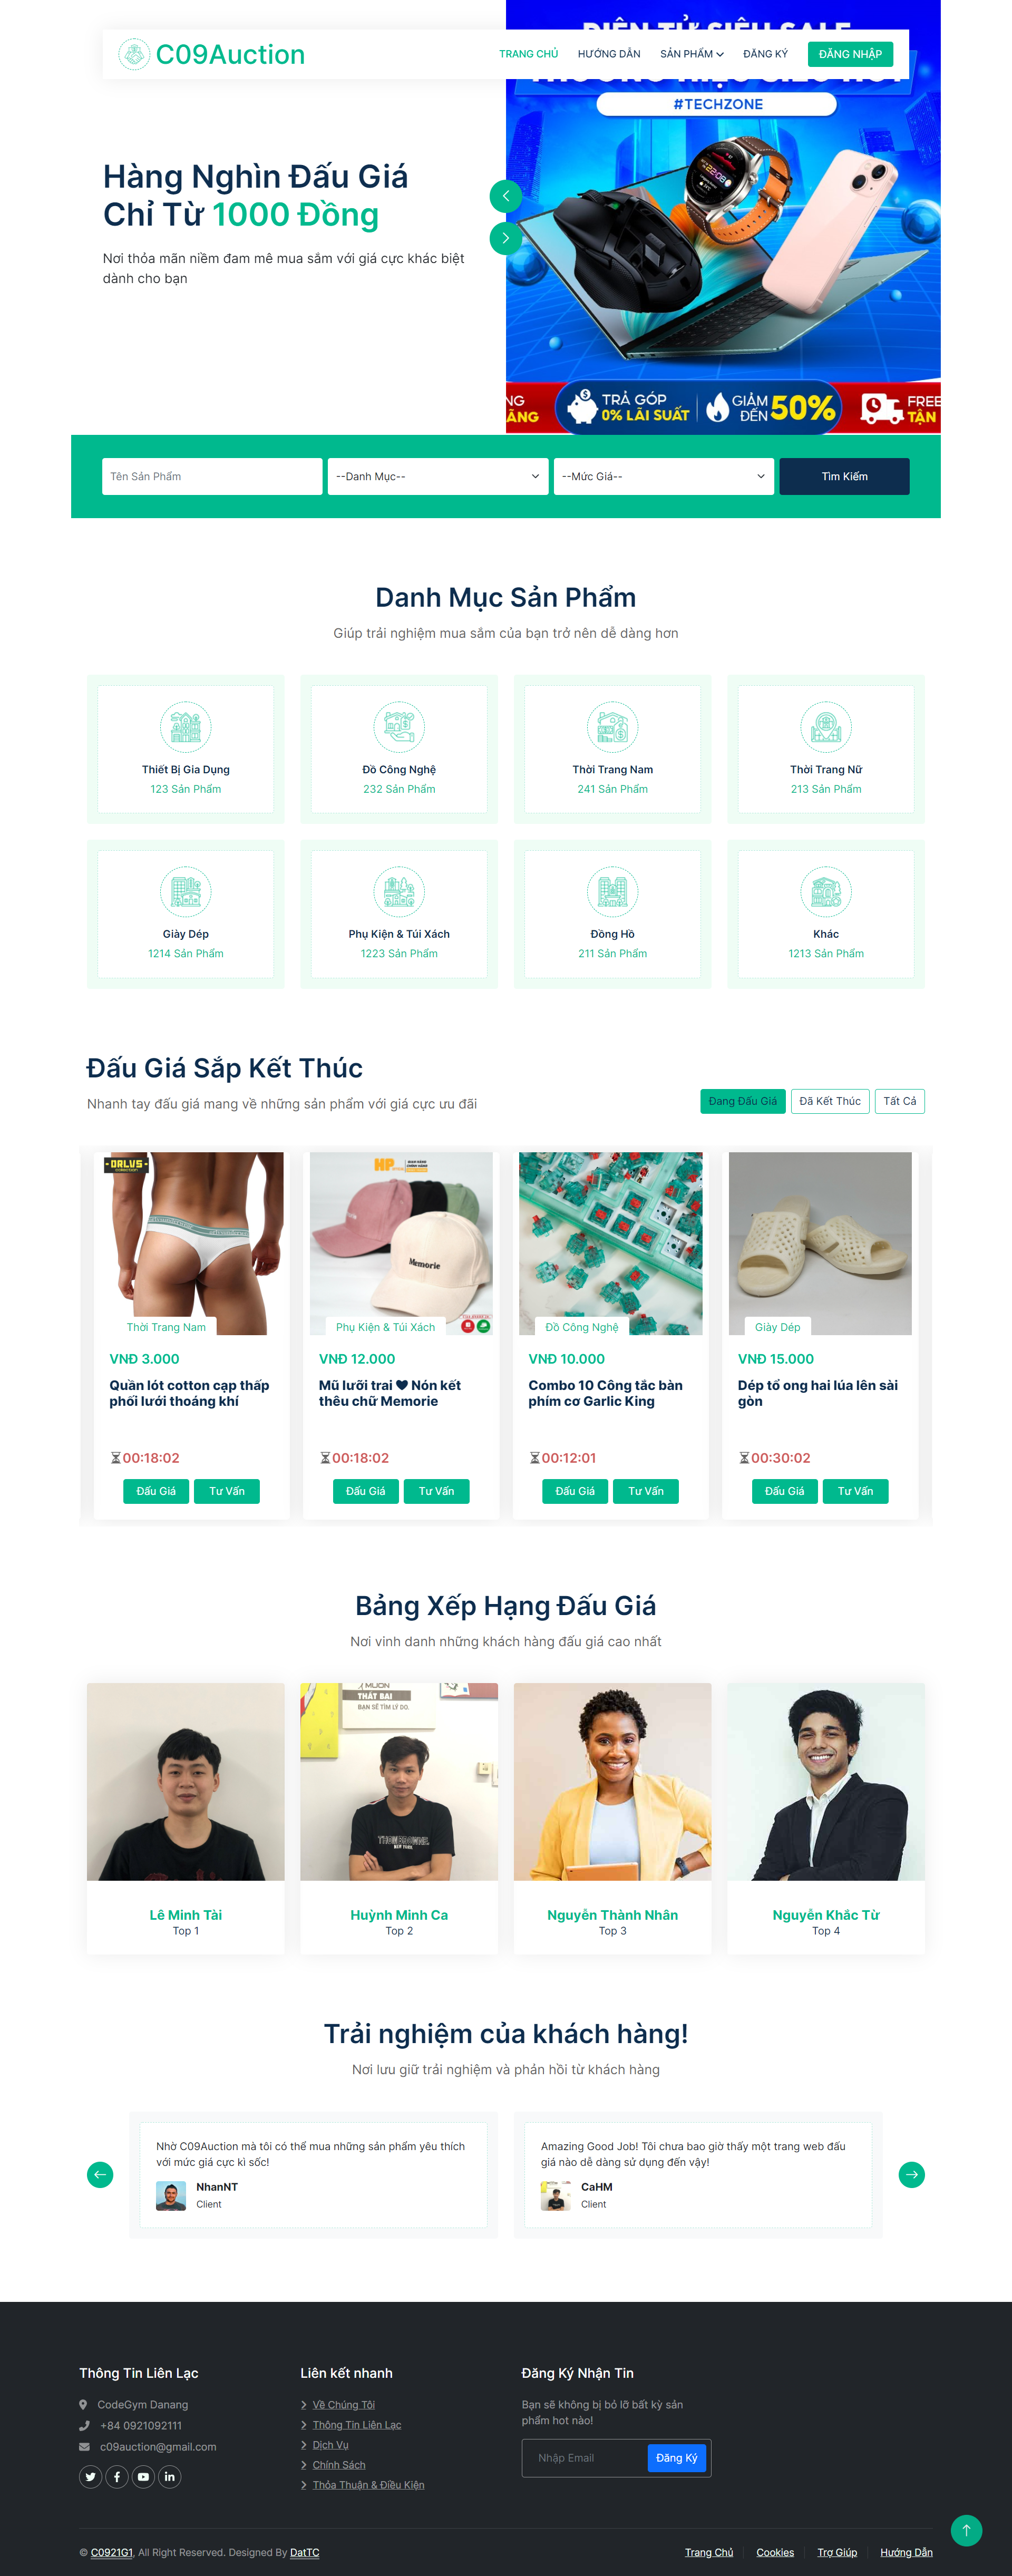 ĐIỆN TỬ SIÊU SALE
C09Auction
TRANG CHỦ
HƯỚNG DẪN
SẢN PHẨM
ĐĂNG KÝ
ĐĂNG NHẬP
#TECHZONE
Hàng Nghìn Đấu Giá
Chỉ Từ 1000 Đồng
Nơi thỏa mãn niềm đam mê mua sắm với giá cực khác biệt
dành cho bạn
TRẢ GÓP
0% LÃI SUẤT
GIẢM
ĐẾN 50%
FREE
TẬN
Tên Sản Phẩm
--Danh Mục--
--Mức Giá--
Tìm Kiếm
Danh Mục Sản Phẩm
Giúp trải nghiệm mua sắm của bạn trở nên dễ dàng hơn
Thiết Bị Gia Dụng
123 Sản Phẩm
Đồ Công Nghệ
232 Sản Phẩm
Thời Trang Nam
241 Sản Phẩm
Thời Trang Nữ
213 Sản Phẩm
Giày Dép
1214 Sản Phẩm
Phụ Kiện & Túi Xách
1223 Sản Phẩm
Đồng Hồ
211 Sản Phẩm
Khác
1213 Sản Phẩm
Đấu Giá Sắp Kết Thúc
Nhanh tay đấu giá mang về những sản phẩm với giá cực ưu đãi
Đang Đấu Giá
Đã Kết Thúc
Tất Cả
ORLVS
Thời Trang Nam
VNĐ 3.000
Quần lót cotton cạp thấp
phối lưới thoáng khí
00:18:02
Đấu Giá
Tư Vấn
Memorie
Phụ Kiện & Túi Xách
VNĐ 12.000
Mũ lưỡi trai ❤ Nón kết
thêu chữ Memorie
00:18:02
Đấu Giá
Tư Vấn
Đồ Công Nghệ
VNĐ 10.000
Combo 10 Công tắc bàn
phím cơ Garlic King
00:12:01
Đấu Giá
Tư Vấn
Giày Dép
VNĐ 15.000
Dép tổ ong hai lúa lên sài
gòn
00:30:02
Đấu Giá
Tư Vấn
Bảng Xếp Hạng Đấu Giá
Nơi vinh danh những khách hàng đấu giá cao nhất
MUỐN
THẤT BẠI
BẠN SẼ TÌM LÝ DO.
Lê Minh Tài
Top 1
Huỳnh Minh Ca
Top 2
Nguyễn Thành Nhân
Top 3
Nguyễn Khắc Từ
Top 4
Trải nghiệm của khách hàng!
Nơi lưu giữ trải nghiệm và phản hồi từ khách hàng
Nhờ C09Auction mà tôi có thể mua những sản phẩm yêu thích
với mức giá cực kì sốc!
NhanNT
Client
Amazing Good Job! Tôi chưa bao giờ thấy một trang web đấu
giá nào dễ dàng sử dụng đến vậy!
CaHM
Client
Thông Tin Liên Lạc
CodeGym Danang
+84 0921092111
c09auction@gmail.com
Liên kết nhanh
Về Chúng Tôi
Thông Tin Liên Lạc
Dịch Vụ
Chính Sách
Thỏa Thuận & Điều Kiện
Đăng Ký Nhận Tin
Bạn sẽ không bị bỏ lỡ bất kỳ sản
phẩm hot nào!
Nhập Email
Đăng Ký
© C0921G1, All Right Reserved. Designed By DatTC
Trang Chủ
Cookies
Trợ Giúp
Hướng Dẫn